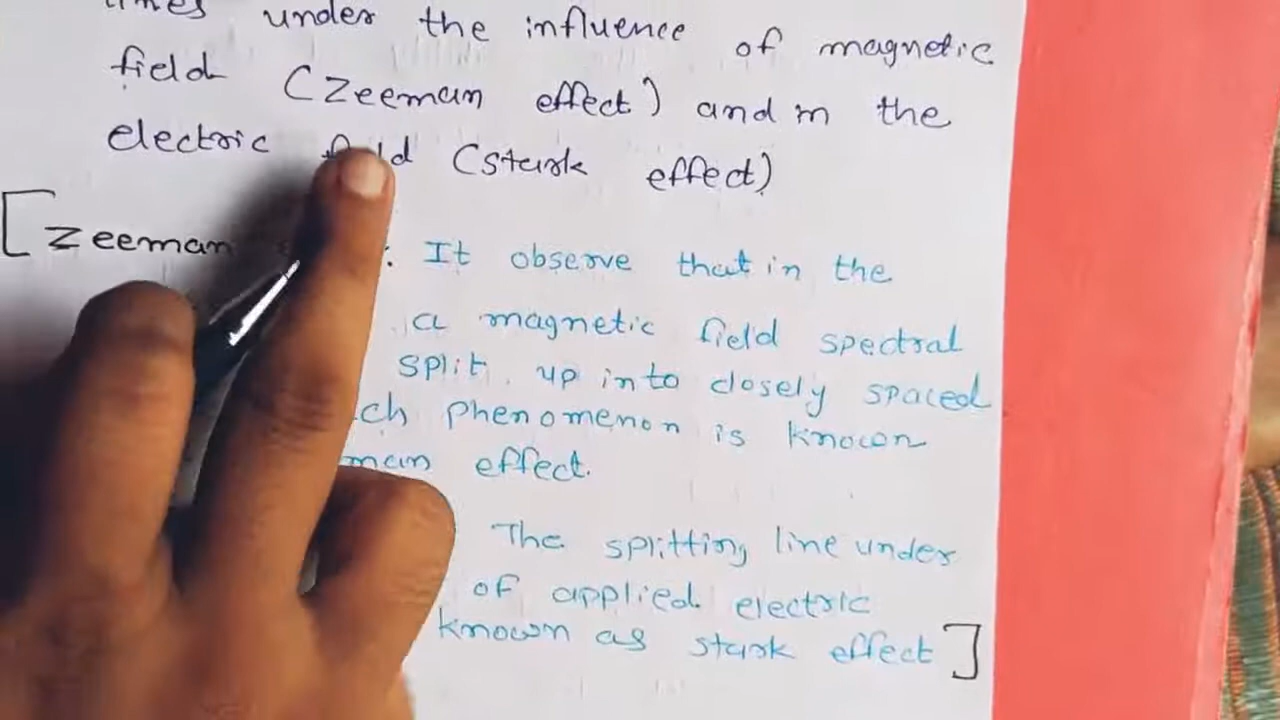 lines under the influence of magnetic
field (Zeeman effect) and in the
electric field (stark effect)
[Zeeman : It observe that in the
a magnetic field spectral
split up into closely spaced
phenomenon is known
effect.
The splitting line under
of applied electric
known as stark effect]